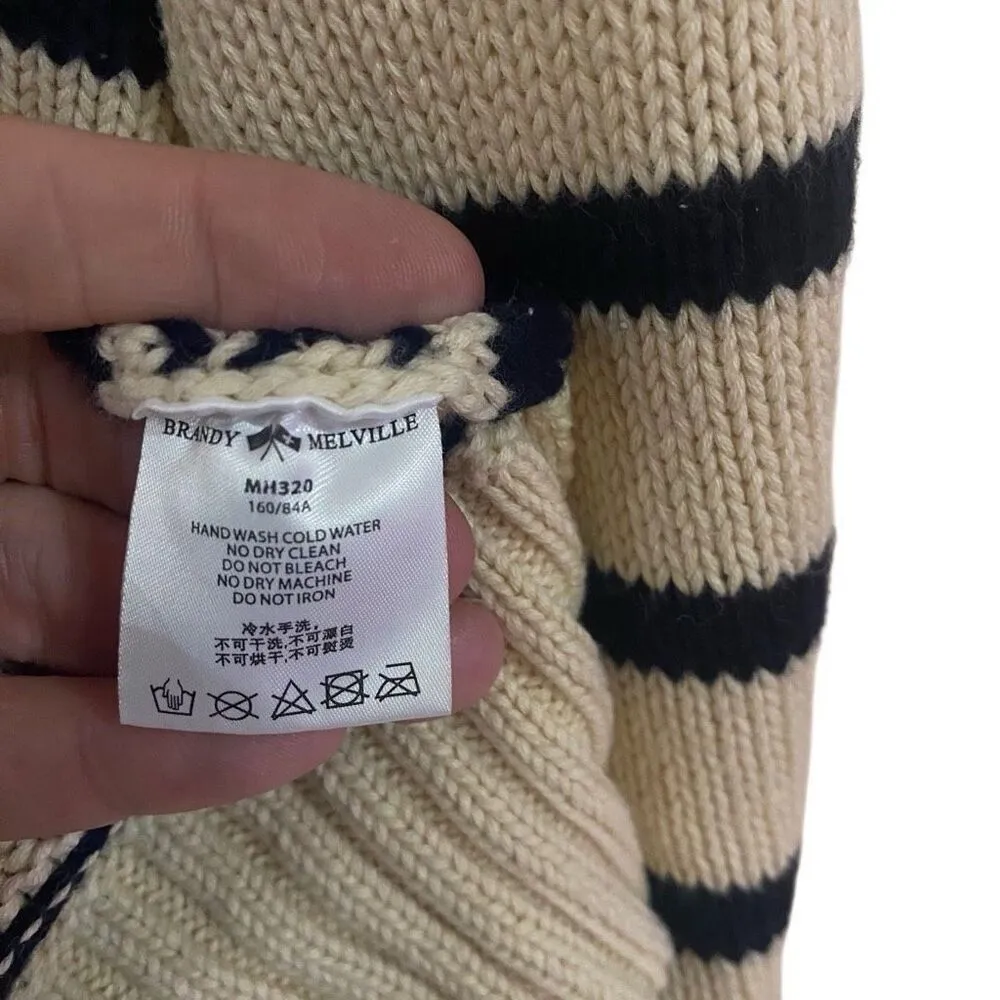 BRANDY MELVILLE
MH320
160/84A
HAND WASH COLD WATER
NO DRY CLEAN
DO NOT BLEACH
NO DRY MACHINE
DO NOT IRON
冷水手洗,
不可干洗,不可漂白
不可烘干,不可熨烫